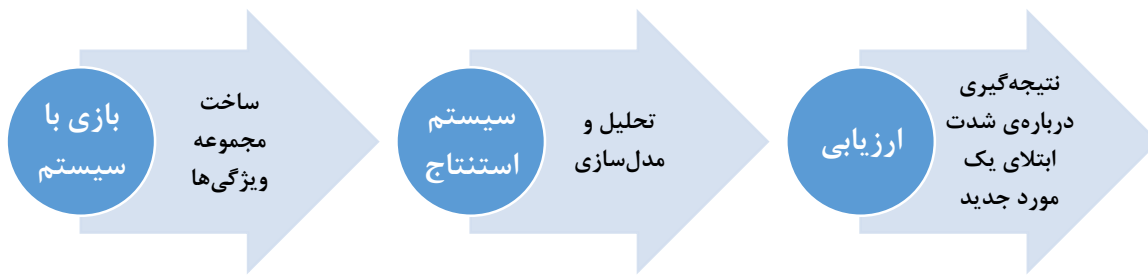 بازی با
سیستم
ساخت
مجموعه
ویژگی‌ها
سیستم
استنتاج
تحلیل و
مدل‌سازی
ارزیابی
نتیجه‌گیری
درباره‌ی شدت
ابتلای یک
مورد جدید